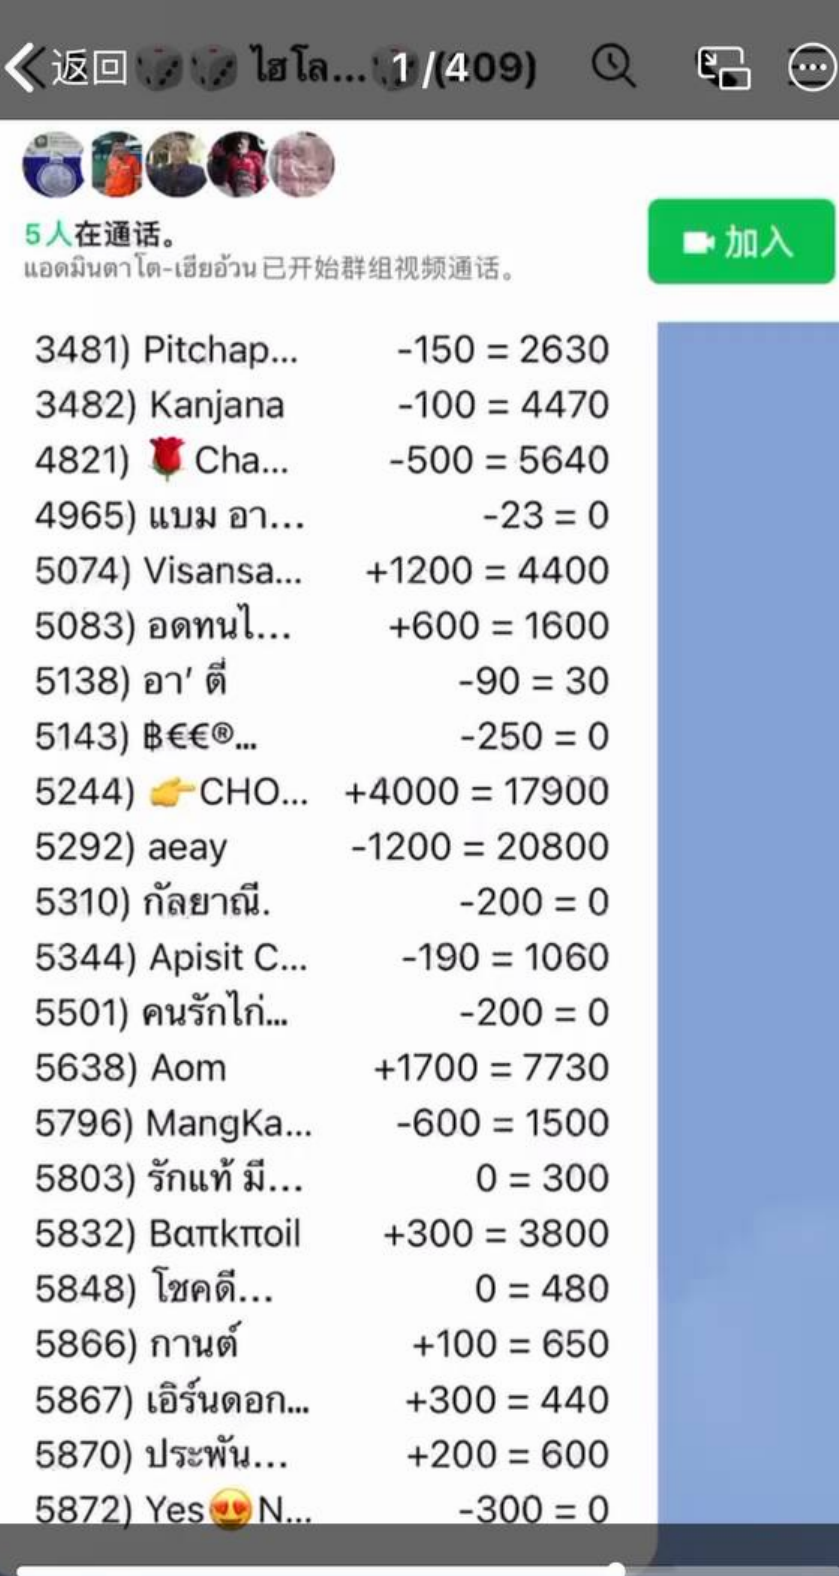 返回 🎲🎲 ไฮโล... 1/4 09)
5人在通话。
แอดมินตาโต-เฮียอ้วน 已开始群组视频通话。
加入
3481) Pitchap... -150 = 2630
3482) Kanjana -100 = 4470
4821) 🌹Cha... -500 = 5640
4965) แบม อา... -23 = 0
5074) Visansa... +1200 = 4400
5083) อดทนไ... +600 = 1600
5138) อา' ตี่ -90 = 30
5143) ฿€€®... -250 = 0
5244) 👉CHO... +4000 = 17900
5292) aeay -1200 = 20800
5310) กัลยาณี. -200 = 0
5344) Apisit C... -190 = 1060
5501) คนรักไก่... -200 = 0
5638) Aom +1700 = 7730
5796) MangKa... -600 = 1500
5803) รักแท้ มี... 0 = 300
5832) Bαπkπoil +300 = 3800
5848) โชคดี... 0 = 480
5866) กานต์ +100 = 650
5867) เอิร์นดอก... +300 = 440
5870) ประพัน... +200 = 600
5872) Yes😍N... -300 = 0